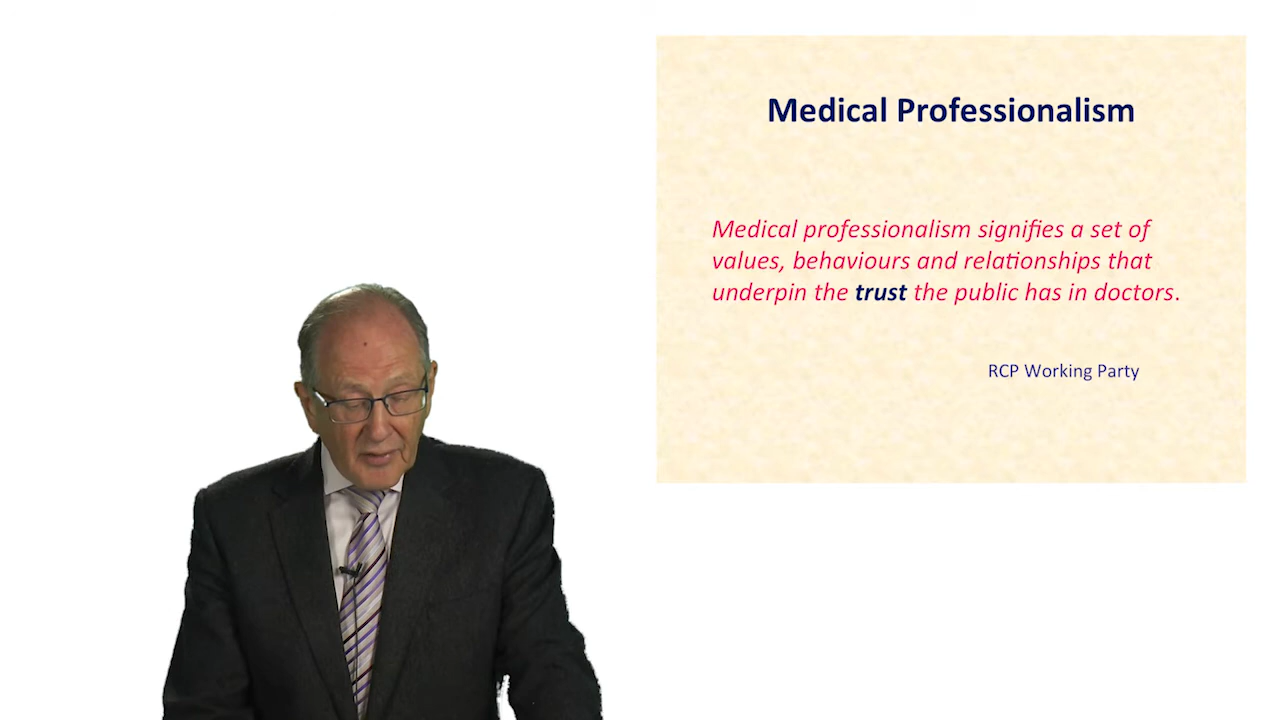 Medical Professionalism
Medical professionalism signifies a set of
values, behaviours and relationships that
underpin the trust the public has in doctors.
RCP Working Party